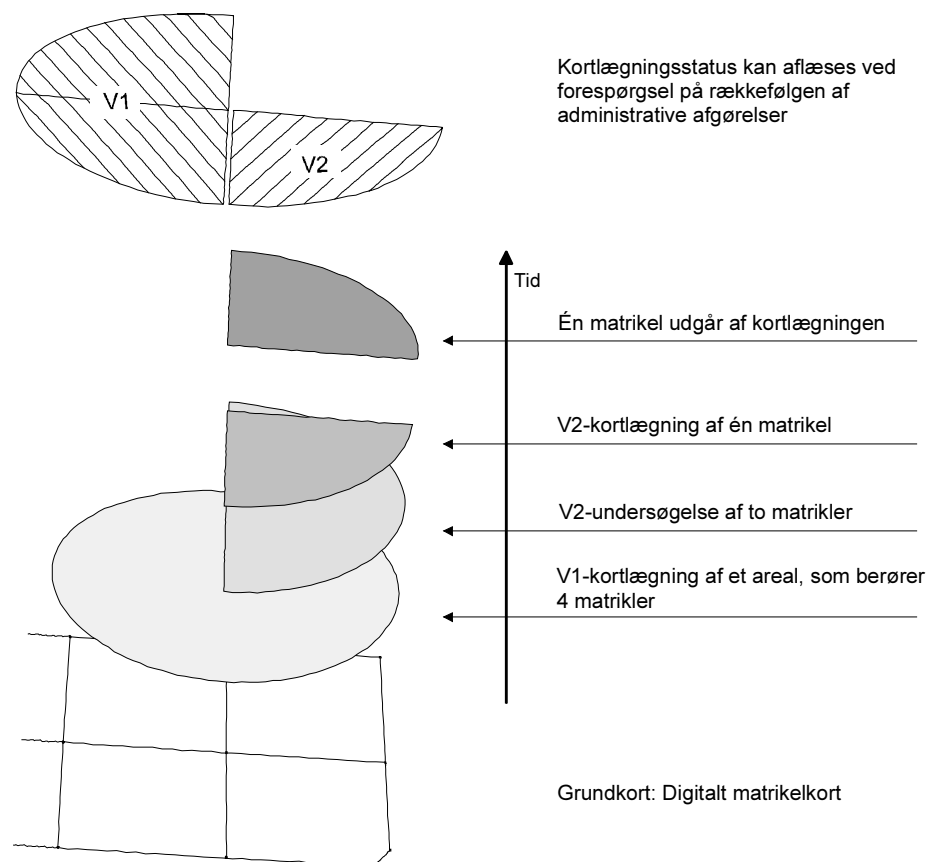 Kortlægningsstatus kan aflæses ved
forespørgsel på rækkefølgen af
administrative afgørelser
V1
V2
Tid
Én matrikel udgår af kortlægningen
V2-kortlægning af én matrikel
V2-undersøgelse af to matrikler
V1-kortlægning af et areal, som berører
4 matrikler
Grundkort: Digitalt matrikelkort